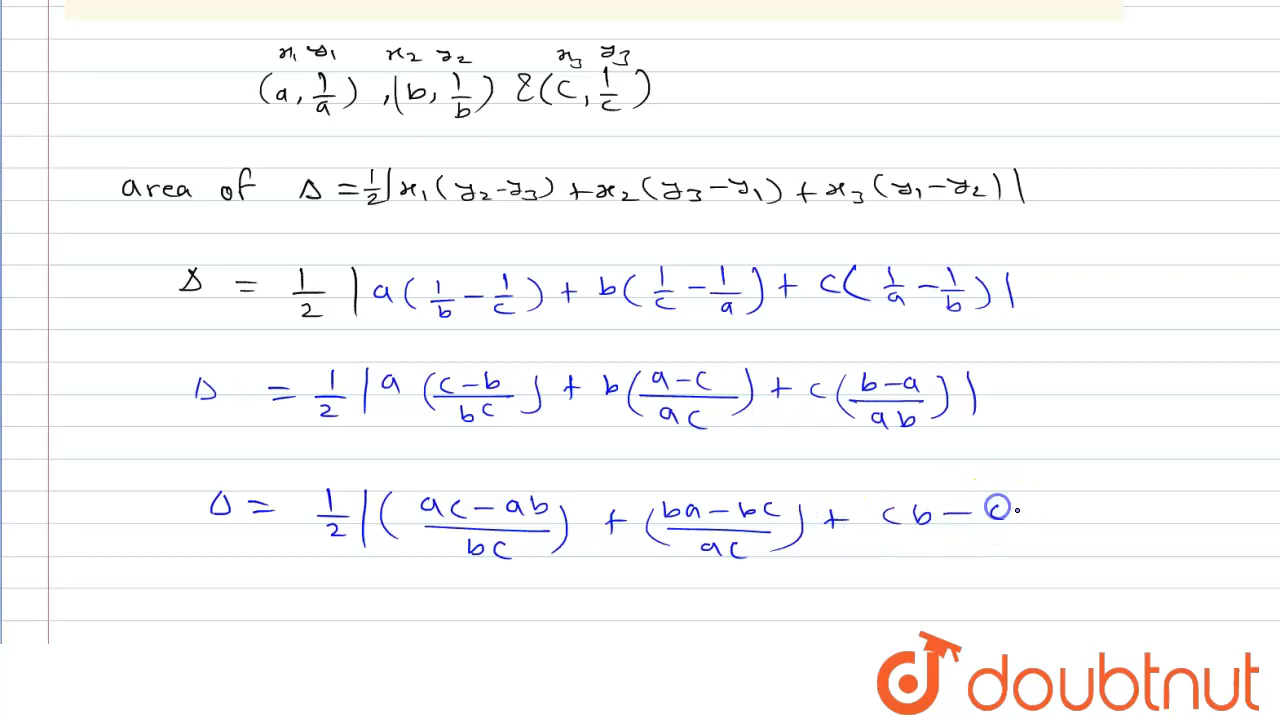 x₁ y₁ x₂ y₂ x₃ y₃
(a, 1/a) , (b, 1/b) & (c, 1/c)
area of Δ = 1/2 |x₁(y₂-y₃) + x₂(y₃-y₁) + x₃(y₁-y₂)|
Δ = 1/2 |a(1/b - 1/c) + b(1/c - 1/a) + c(1/a - 1/b)|
Δ = 1/2 |a((c-b)/bc) + b((a-c)/ac) + c((b-a)/ab)|
Δ = 1/2 |((ac-ab)/bc) + ((ba-bc)/ac) + cb - c
doubtnut